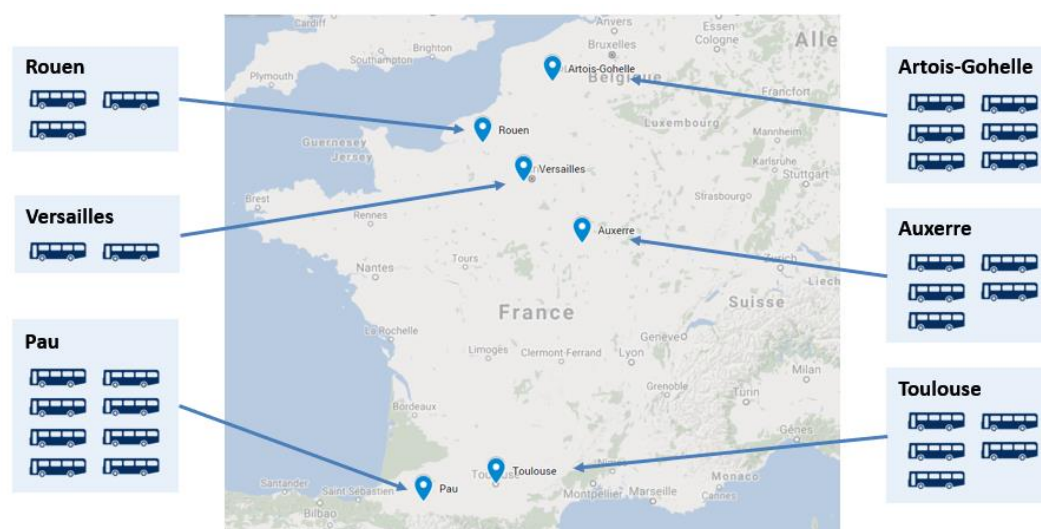 Rouen
Versailles
Pau
Artois-Gohelle
Auxerre
Toulouse
Cardiff
Plymouth
Southampton
Brighton
Guernesey
Jersey
Brest
Rennes
Nantes
Tours
La Rochelle
Limoges
Clermont-Ferrand
Bordeaux
Santander
Saint-Sébastien
Bilbao
Anvers
Bruxelles
Belgique
Essen
Cologne
Alle
Francfort
Luxembourg
Mannheim
Karlsruhe
Stuttgart
Strasbourg
Zurich
Liech
Suisse
Genève
Lyon
Grenoble
Milan
Turin
Gênes
Monaco
Cannes
Marseille
Montpellier
France
Artois-Gohelle
Rouen
Versailles
Auxerre
Toulouse
Pau